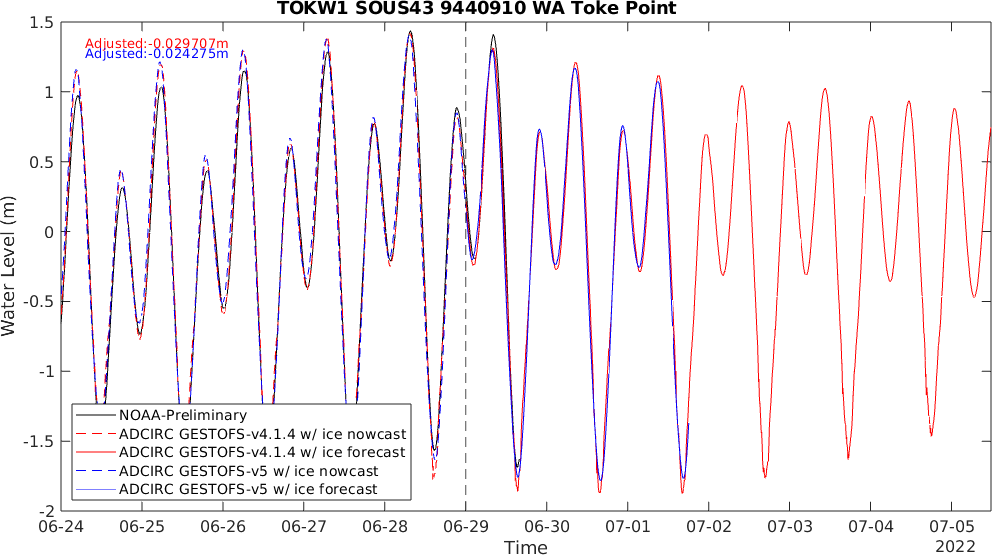 TOKW1 SOUS43 9440910 WA Toke Point
Adjusted:-0.029707m
Adjusted:-0.024275m
1.5
1
0.5
0
-0.5
-1
-1.5
-2
Water Level (m)
NOAA-Preliminary
ADCIRC GESTOFS-v4.1.4 w/ ice nowcast
ADCIRC GESTOFS-v4.1.4 w/ ice forecast
ADCIRC GESTOFS-v5 w/ ice nowcast
ADCIRC GESTOFS-v5 w/ ice forecast
06-24 06-25 06-26 06-27 06-28 06-29 06-30 07-01 07-02 07-03 07-04 07-05
Time
2022